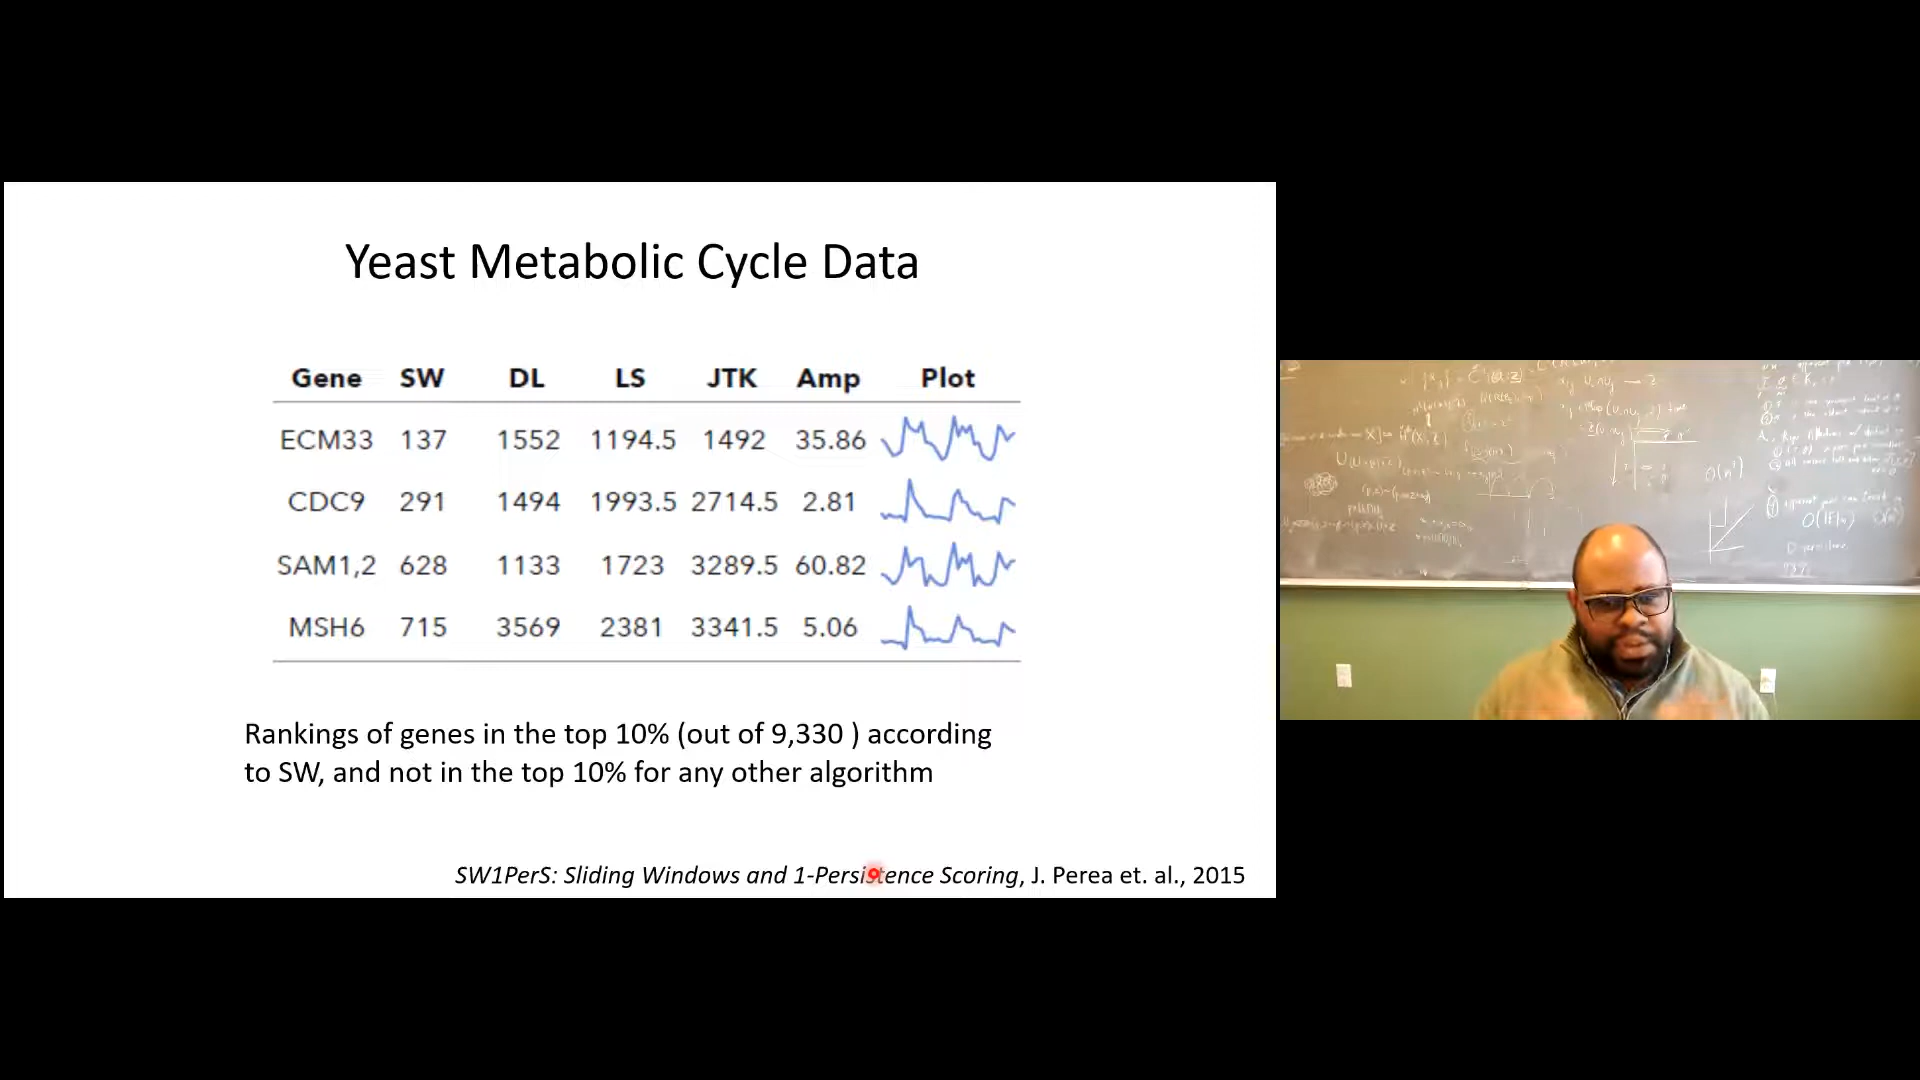 Yeast Metabolic Cycle Data
Gene SW DL LS JTK Amp Plot
ECM33 137 1552 1194.5 1492 35.86
CDC9 291 1494 1993.5 2714.5 2.81
SAM1,2 628 1133 1723 3289.5 60.82
MSH6 715 3569 2381 3341.5 5.06
Rankings of genes in the top 10% (out of 9,330 ) according
to SW, and not in the top 10% for any other algorithm
SW1PerS: Sliding Windows and 1-Persistence Scoring, J. Perea et. al., 2015